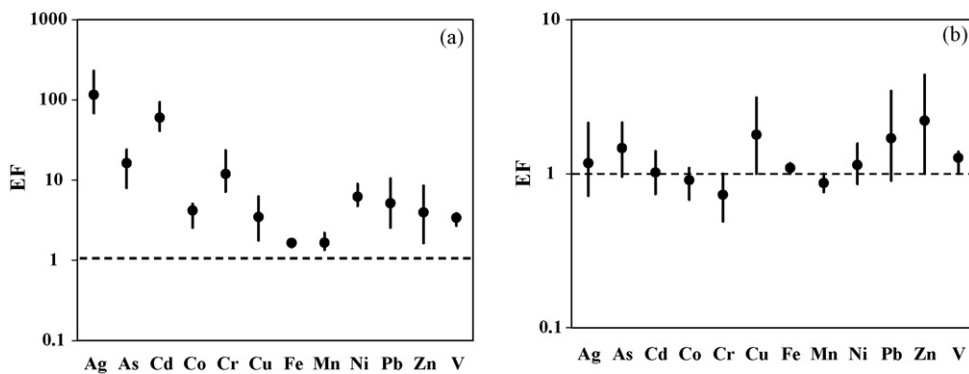 1000
100
10
1
0.1
EF
(a)
Ag As Cd Co Cr Cu Fe Mn Ni Pb Zn V
10
1
0.1
EF
(b)
Ag As Cd Co Cr Cu Fe Mn Ni Pb Zn V